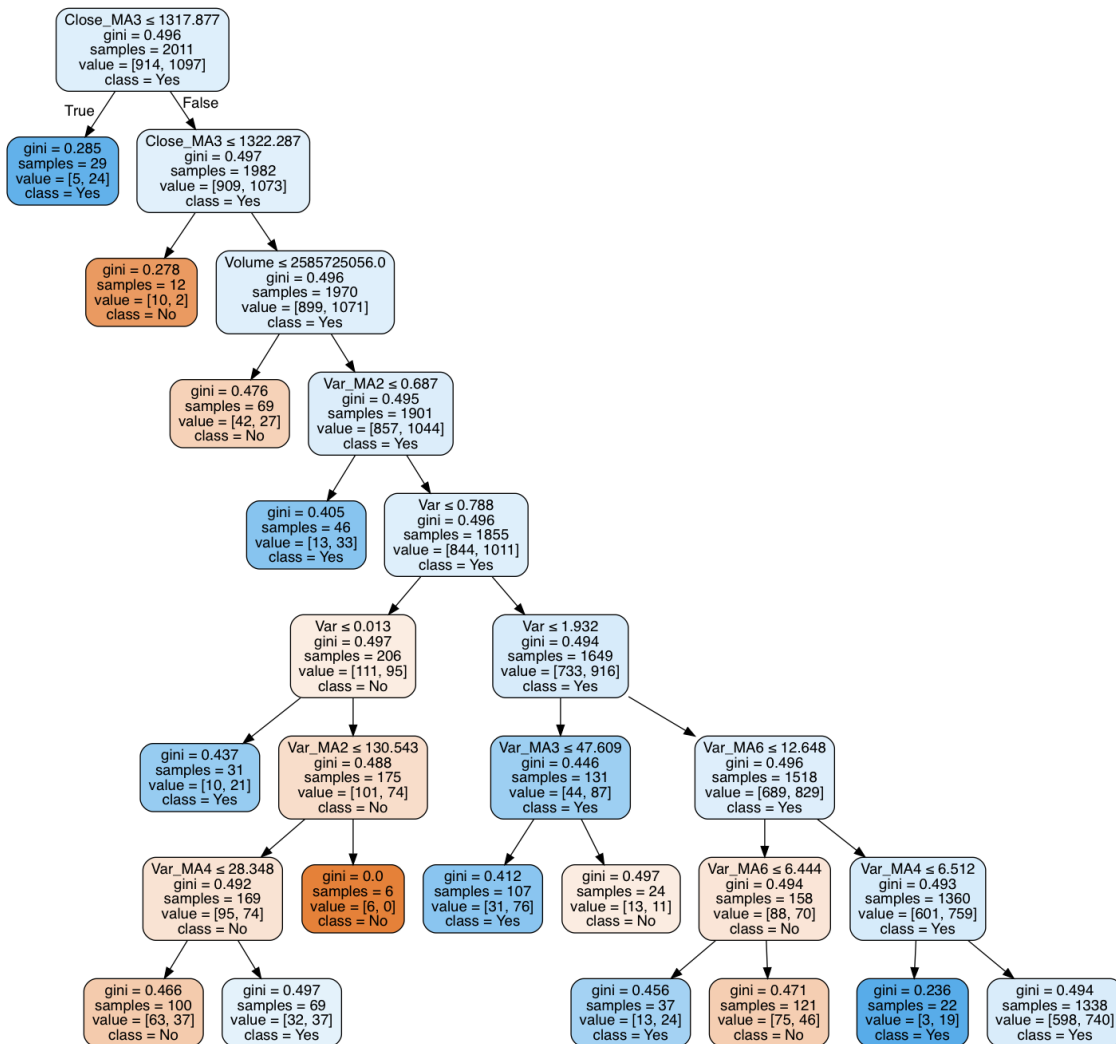 Close_MA3 ≤ 1317.877
gini = 0.496
samples = 2011
value = [914, 1097]
class = Yes
True
False
gini = 0.285
samples = 29
value = [5, 24]
class = Yes
Close_MA3 ≤ 1322.287
gini = 0.497
samples = 1982
value = [909, 1073]
class = Yes
gini = 0.278
samples = 12
value = [10, 2]
class = No
Volume ≤ 2585725056.0
gini = 0.496
samples = 1970
value = [899, 1071]
class = Yes
gini = 0.476
samples = 69
value = [42, 27]
class = No
Var_MA2 ≤ 0.687
gini = 0.495
samples = 1901
value = [857, 1044]
class = Yes
gini = 0.405
samples = 46
value = [13, 33]
class = Yes
Var ≤ 0.788
gini = 0.496
samples = 1855
value = [844, 1011]
class = Yes
Var ≤ 0.013
gini = 0.497
samples = 206
value = [111, 95]
class = No
Var ≤ 1.932
gini = 0.494
samples = 1649
value = [733, 916]
class = Yes
gini = 0.437
samples = 31
value = [10, 21]
class = Yes
Var_MA2 ≤ 130.543
gini = 0.488
samples = 175
value = [101, 74]
class = No
Var_MA3 ≤ 47.609
gini = 0.446
samples = 131
value = [44, 87]
class = Yes
Var_MA6 ≤ 12.648
gini = 0.496
samples = 1518
value = [689, 829]
class = Yes
Var_MA4 ≤ 28.348
gini = 0.492
samples = 169
value = [95, 74]
class = No
gini = 0.0
samples = 6
value = [6, 0]
class = No
gini = 0.412
samples = 107
value = [31, 76]
class = Yes
gini = 0.497
samples = 24
value = [13, 11]
class = No
Var_MA6 ≤ 6.444
gini = 0.494
samples = 158
value = [88, 70]
class = No
Var_MA4 ≤ 6.512
gini = 0.493
samples = 1360
value = [601, 759]
class = Yes
gini = 0.466
samples = 100
value = [63, 37]
class = No
gini = 0.497
samples = 69
value = [32, 37]
class = Yes
gini = 0.456
samples = 37
value = [13, 24]
class = Yes
gini = 0.471
samples = 121
value = [75, 46]
class = No
gini = 0.236
samples = 22
value = [3, 19]
class = Yes
gini = 0.494
samples = 1338
value = [598, 740]
class = Yes